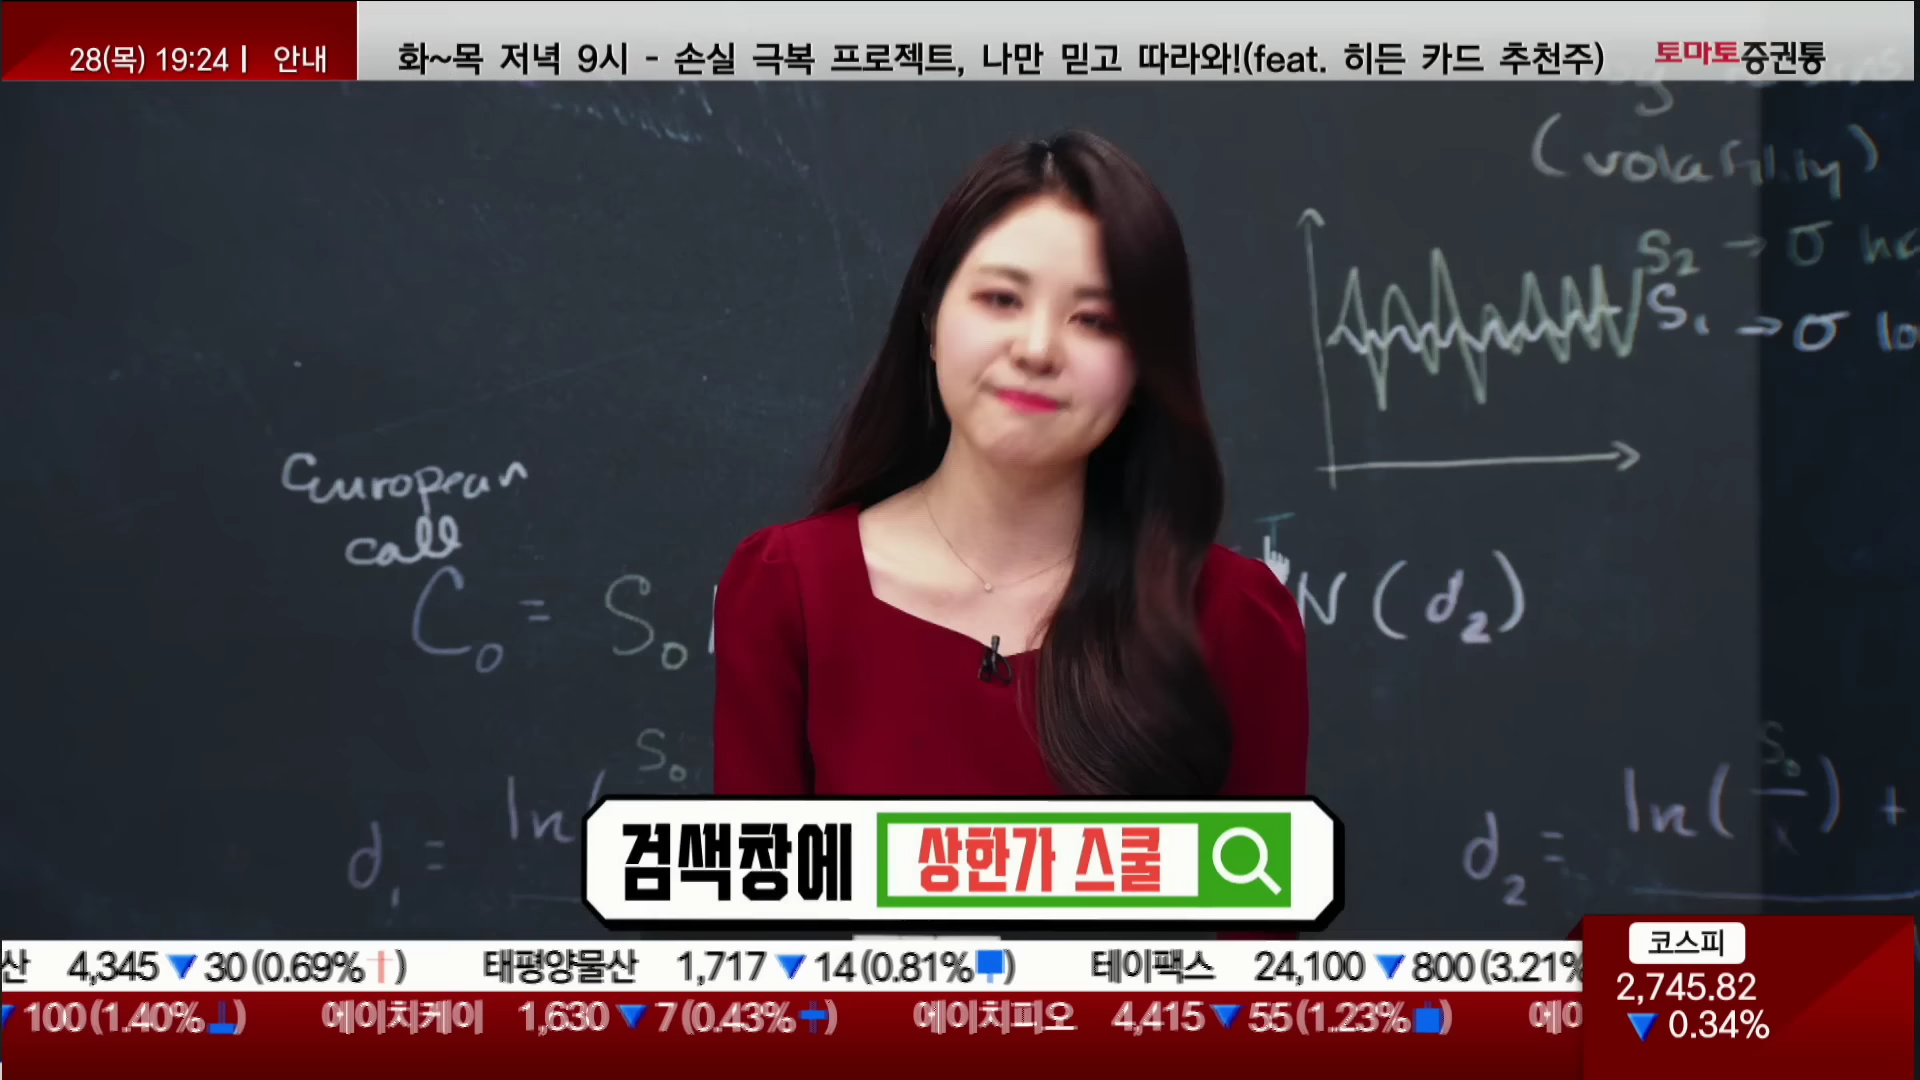 28(목) 19:24 | 안내
화~목 저녁 9시 - 손실 극복 프로젝트, 나만 믿고 따라와!(feat. 히든 카드 추천주)
토마토증권통
(volatility)
S2 → σ
S1 → σ lo
European
call
C0 = S0
N(d2)
S0
d1 = ln(
S0
d2 = ln( ) +
검색창에 상한가 스쿨
산 4,345 ▼ 30(0.69% ) 태평양물산 1,717 ▼ 14(0.81% ) 테이팩스 24,100 ▼ 800(3.21%
▼ 100(1.40% ) 에이치케이 1,630 ▼ 7(0.43% ) 에이치피오 4,415 ▼ 55(1.23% ) 에이
코스피
2,745.82
▼ 0.34%